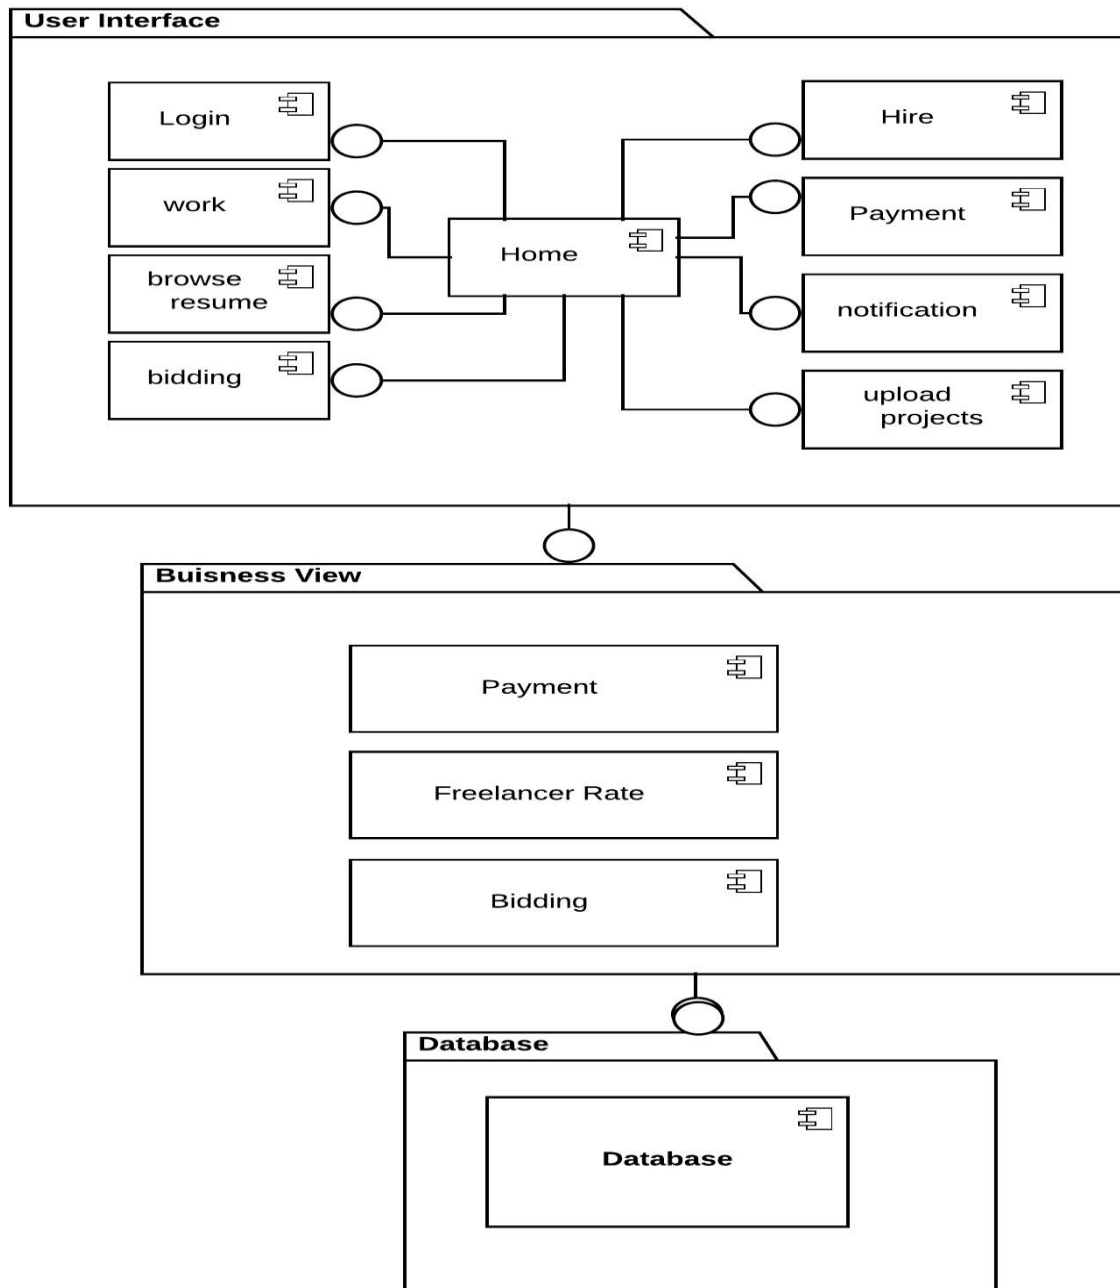 User Interface
Login
work
browse
resume
bidding
Home
Hire
Payment
notification
upload
projects
Buisness View
Payment
Freelancer Rate
Bidding
Database
Database